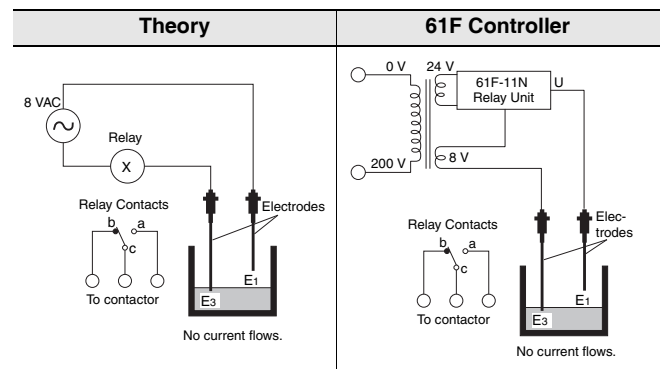 Theory
61F Controller
8 VAC
Relay
X
Relay Contacts
b
a
c
To contactor
Electrodes
E1
E3
No current flows.
0 V
24 V
61F-11N
Relay Unit
U
200 V
8 V
Relay Contacts
b
a
c
To contactor
Elec-
trodes
E1
E3
No current flows.